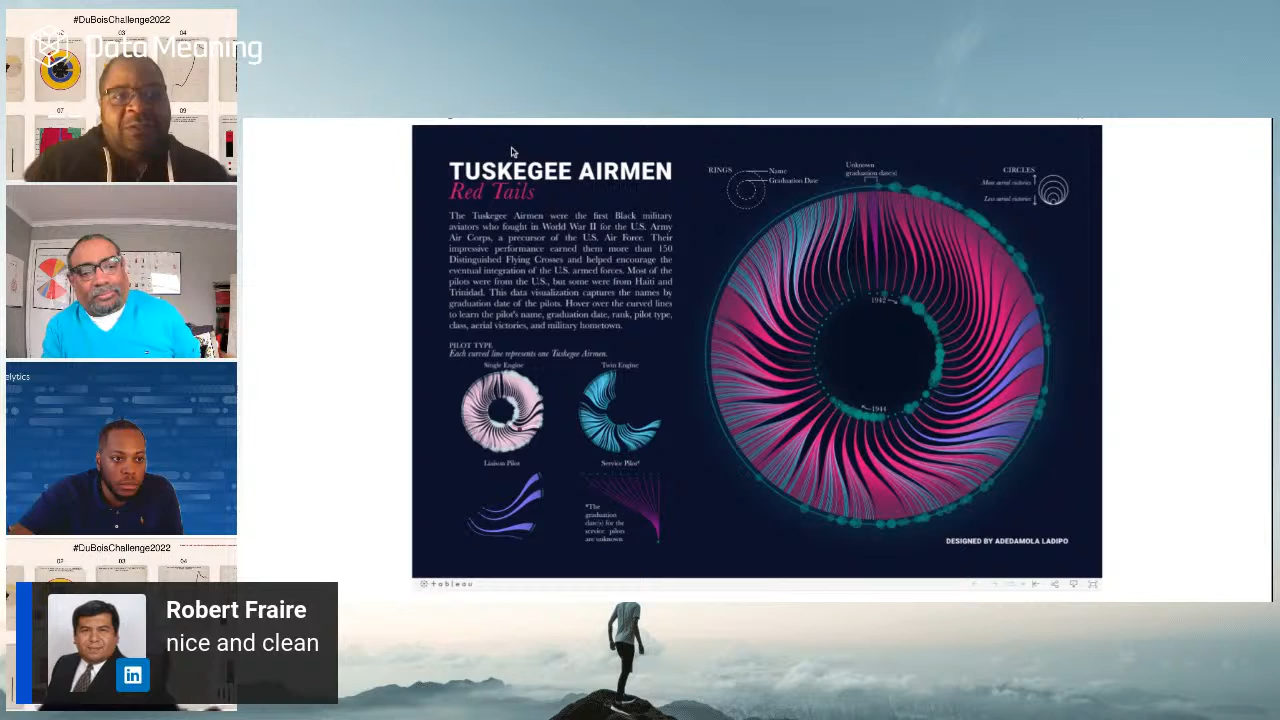 #DuBoisChallenge2022
Data Meaning
03
04
07
09
elytics
#DuBoisChallenge2022
02
04
Robert Fraire
nice and clean
in
TUSKEGEE AIRMEN
Red Tails
The Tuskegee Airmen were the first Black military
aviators who fought in World War II for the U.S. Army
Air Corps, a precursor of the U.S. Air Force. Their
impressive performance earned them more than 150
Distinguished Flying Crosses and helped encourage the
eventual integration of the U.S. armed forces. Most of the
pilots were from the U.S., but some were from Haiti and
Trinidad. This data visualization captures the names by
graduation date of the pilots. Hover over the curved lines
to learn the pilot's name, graduation date, rank, pilot type,
class, aerial victories, and military hometown.
PILOT TYPE
Each curved line represents one Tuskegee Airmen.
Single Engine
Twin Engine
Liaison Pilot
Service Pilot*
*The
graduation
date(s) for the
service pilots
are unknown
RINGS
Name
Graduation Date
Unknown
graduation date(s)
CIRCLES
More aerial victories
Less aerial victories
1942
1944
DESIGNED BY ADEDAMOLA LADIPO
+ a b l e a u